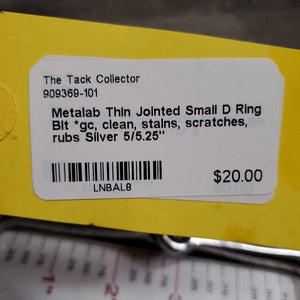 The Tack Collector
909369-101
Metalab Thin Jointed Small D Ring
Bit *gc, clean, stains, scratches,
rubs Silver 5/5.25"
LNBAL8
$20.00
1"